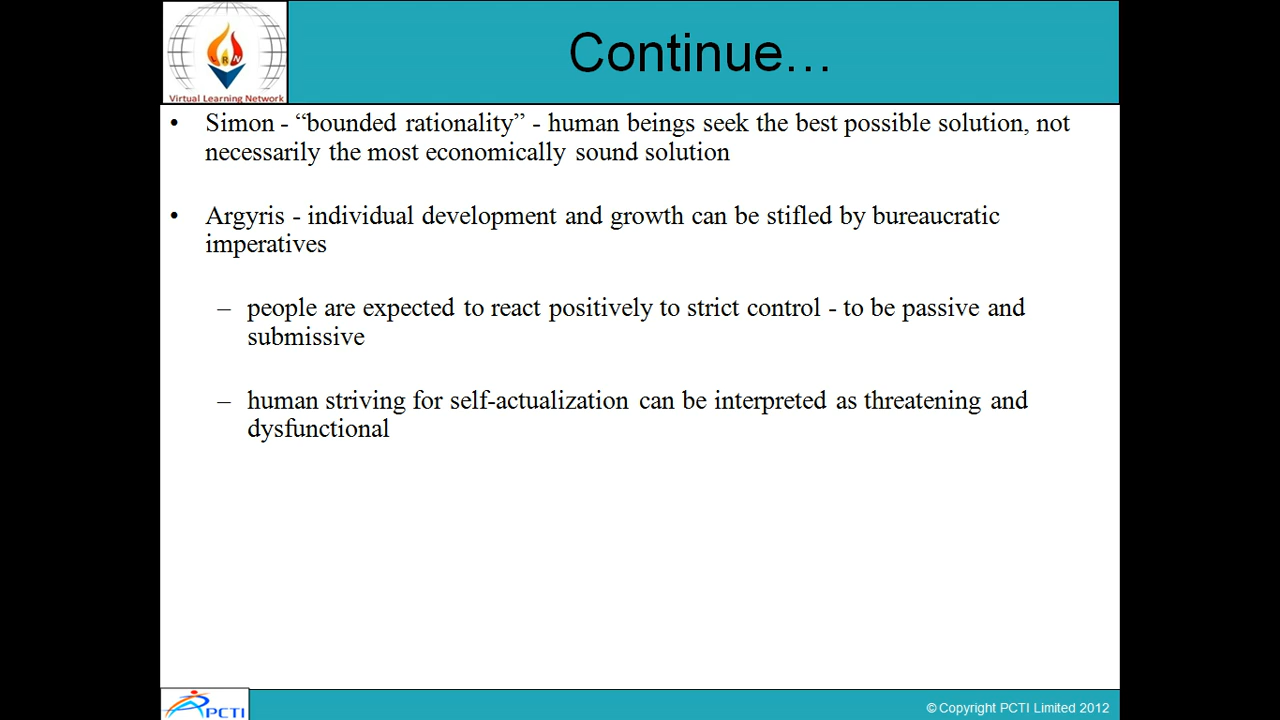 Continue…
LRN
Virtual Learning Network
• Simon - “bounded rationality” - human beings seek the best possible solution, not
necessarily the most economically sound solution
• Argyris - individual development and growth can be stifled by bureaucratic
imperatives
– people are expected to react positively to strict control - to be passive and
submissive
– human striving for self-actualization can be interpreted as threatening and
dysfunctional
PCTI
© Copyright PCTI Limited 2012